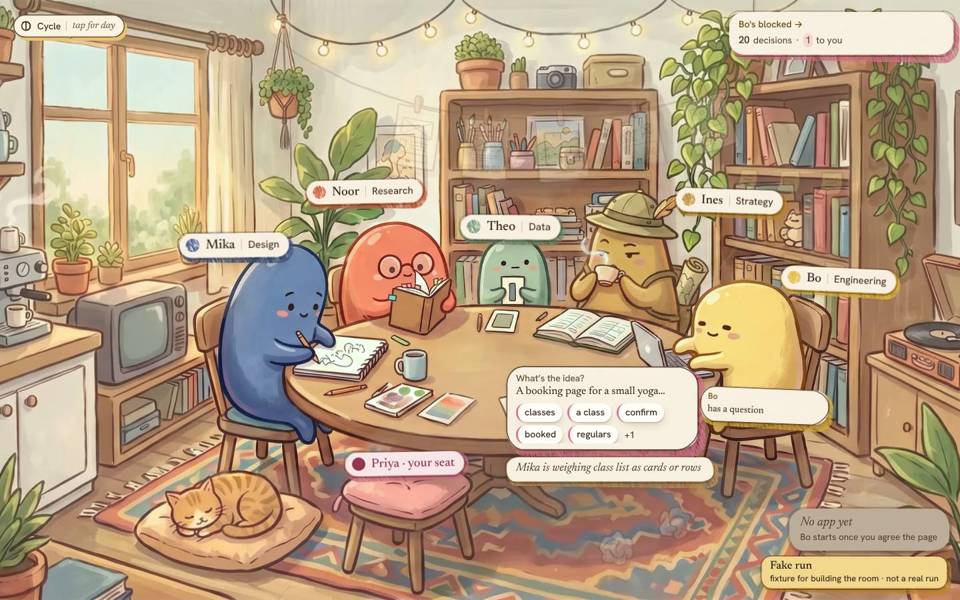 Cycle | tap for day
Bo's blocked →
20 decisions · 1 to you
Noor | Research
Ines | Strategy
Theo | Data
Mika | Design
Bo | Engineering
What's the idea?
A booking page for a small yoga...
classes a class confirm
booked regulars +1
Bo
has a question
Priya · your seat
Mika is weighing class list as cards or rows
No app yet
Bo starts once you agree the page
Fake run
fixture for building the room · not a real run